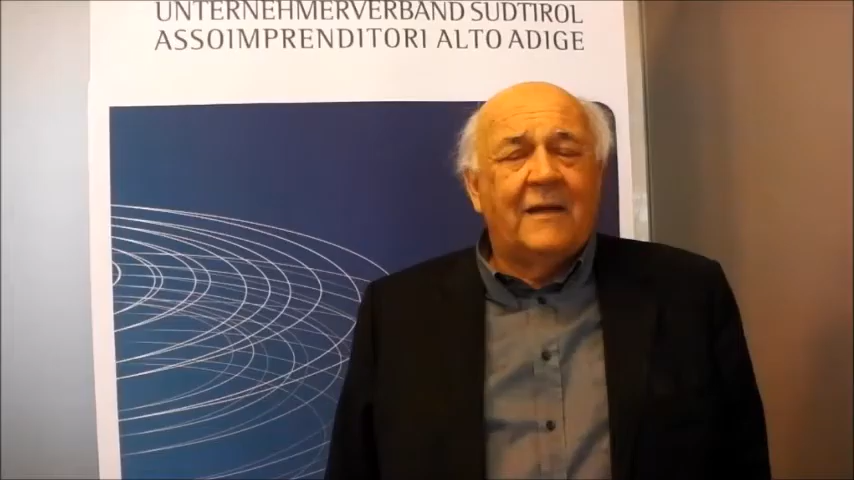 UNTERNEHMERVERBAND SÜDTIROL
ASSOIMPRENDITORI ALTO ADIGE